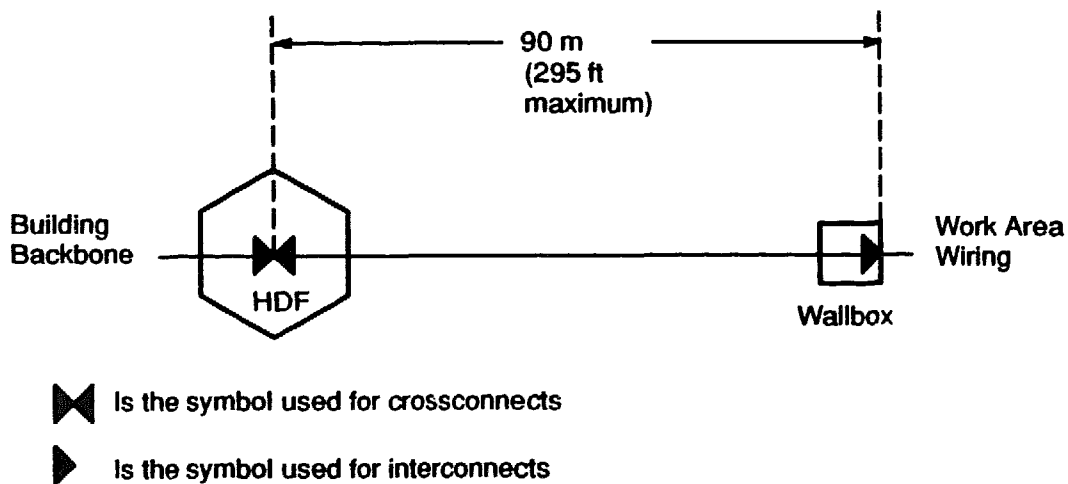 90 m
(295 ft
maximum)
Building
Backbone
HDF
Work Area
Wiring
Wallbox
Is the symbol used for crossconnects
Is the symbol used for interconnects